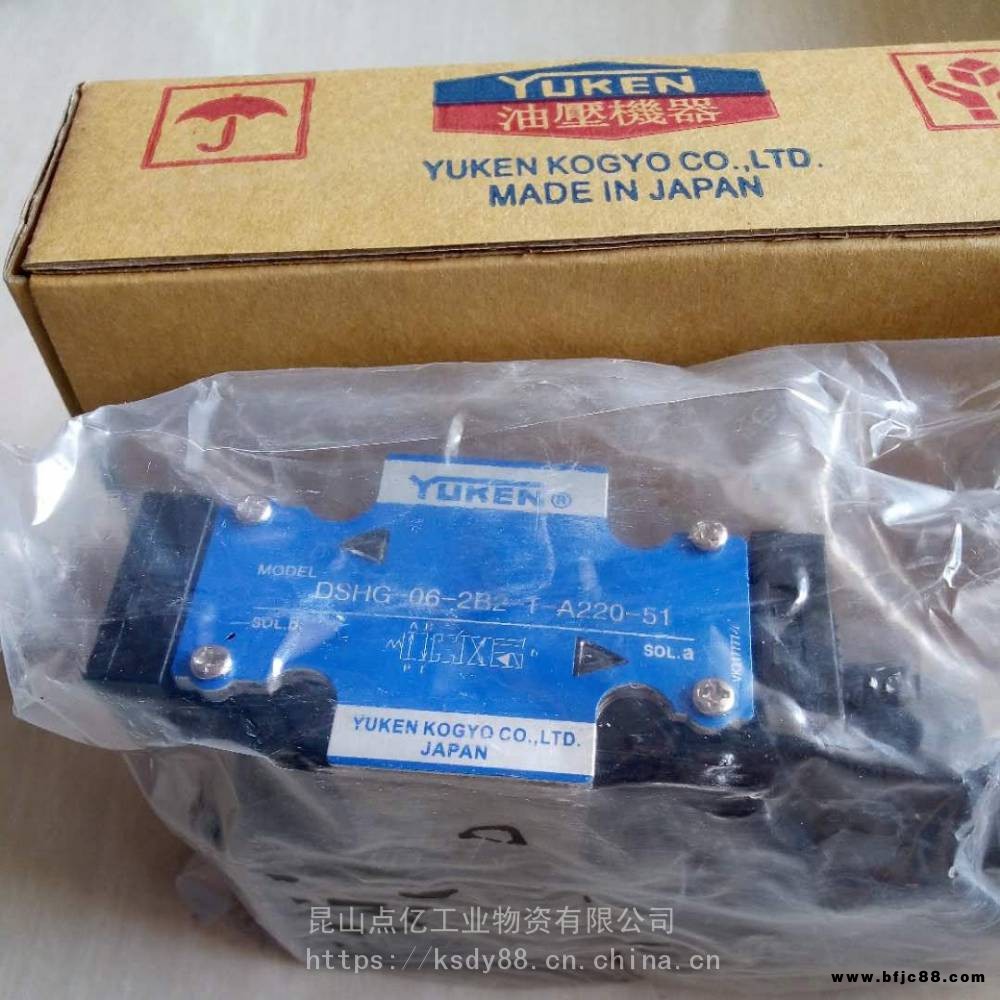 YUKEN
油壓機器
YUKEN KOGYO CO.,LTD.
MADE IN JAPAN
YUKEN®
MODEL
DSHG-06-2B2-T-A220-51
SOL.b
SOL.a
YUKEN KOGYO CO.,LTD.
JAPAN
昆山点亿工业物资有限公司
https://ksdy88.cn.china.cn
www.bfjc88.com